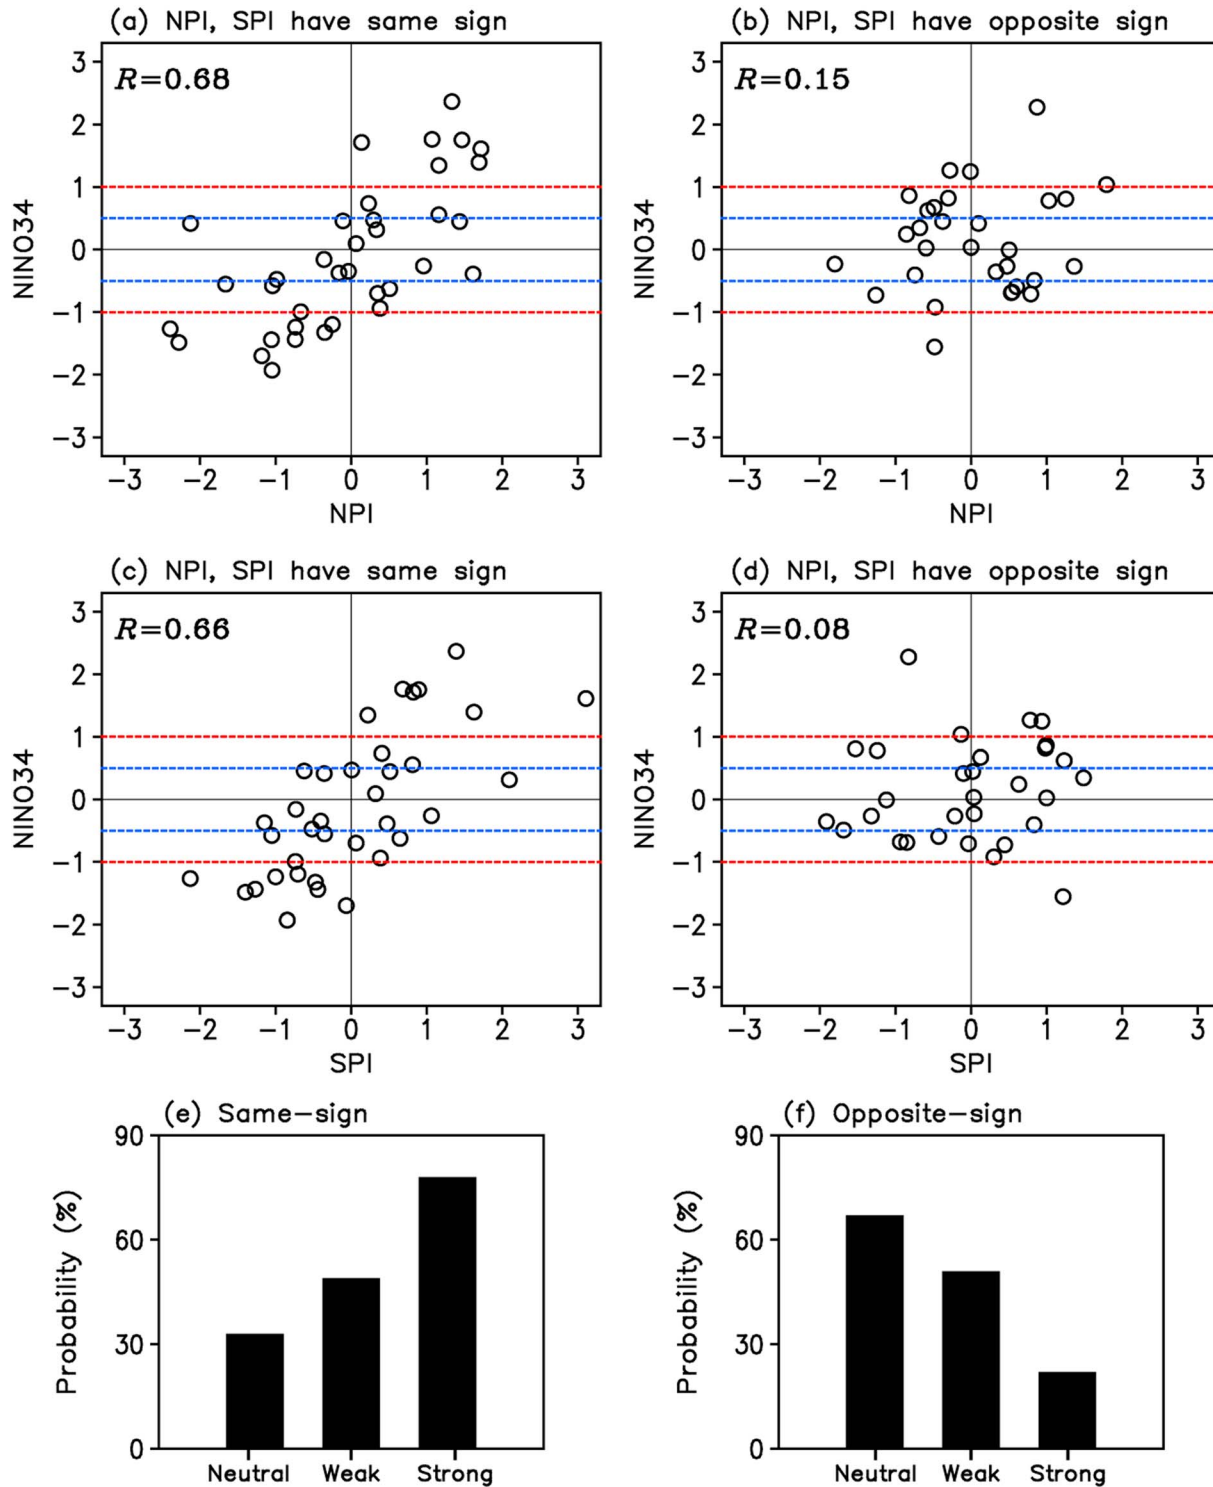 (a) NPI, SPI have same sign
R=0.68
3
2
1
0
−1
−2
−3
NINO34
−3 −2 −1 0 1 2 3
NPI
(b) NPI, SPI have opposite sign
R=0.15
3
2
1
0
−1
−2
−3
NINO34
−3 −2 −1 0 1 2 3
NPI
(c) NPI, SPI have same sign
R=0.66
3
2
1
0
−1
−2
−3
NINO34
−3 −2 −1 0 1 2 3
SPI
(d) NPI, SPI have opposite sign
R=0.08
3
2
1
0
−1
−2
−3
NINO34
−3 −2 −1 0 1 2 3
SPI
(e) Same−sign
90
60
30
0
Probability (%)
Neutral Weak Strong
(f) Opposite−sign
90
60
30
0
Probability (%)
Neutral Weak Strong